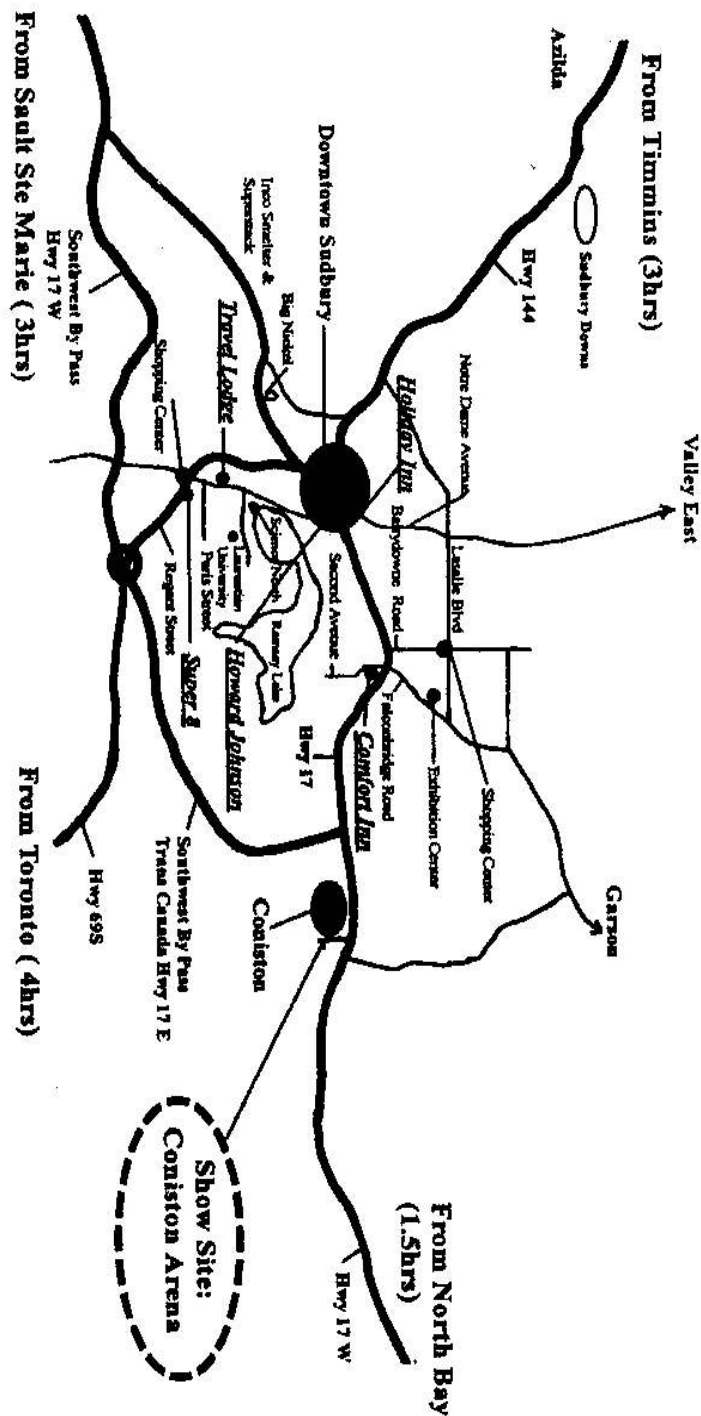 From Timmins (3hrs)
Valley East
Azilda
Sudbury Downs
Hwy 144
Notre Dame Avenue
Lasalle Blvd
Garson
Shopping Center
Exhibition Center
Falconbridge Road
Barrydowne Road
Second Avenue
Holiday Inn
Comfort Inn
Downtown Sudbury
Hwy 17
From North Bay
(1.5hrs)
Hwy 17 W
Inco Smelter &
Superstack
Big Nickel
Travel Lodge
Science North
Ramsey Lake
Laurentian
University
Paris Street
Howard Johnson
Super 8
Regent Street
Shopping Center
Coniston
Southwest By Pass
Hwy 17 W
Southwest By Pass
Trans Canada Hwy 17 E
Hwy 69S
Show Site:
Coniston Arena
From Sault Ste Marie ( 3hrs)
From Toronto ( 4hrs)